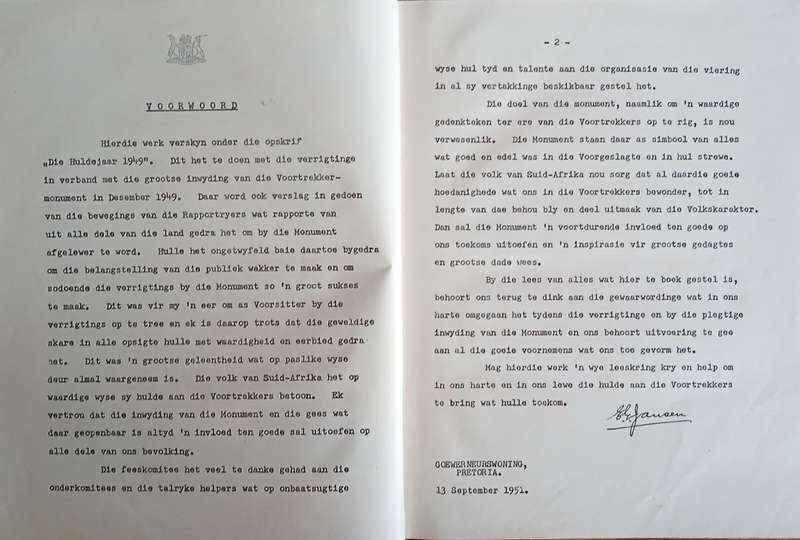 VOORWOORD
Hierdie werk verskyn onder die opskrif
„Die Huldejaar 1949". Dit het te doen met die verrigtinge
in verband met die grootse inwyding van die Voortrekker-
monument in Desember 1949. Daar word ook verslag in gedoen
van die bewegings van die Rapportryers wat rapporte van
uit alle dele van die land gedra het om by die Monument
afgelewer te word. Hulle het ongetwyfeld baie daartoe bygedra
om die belangstelling van die publiek wakker te maak en om
sodoende die verrigtings by die Monument so 'n groot sukses
te maak. Dit was vir my 'n eer om as Voorsitter by die
verrigtings op te tree en ek is daarop trots dat die geweldige
skare in alle opsigte hulle met waardigheid en eerbied gedra
het. Dit was 'n grootse geleentheid wat op paslike wyse
deur almal waargeneem is. Die volk van Suid-Afrika het op
waardige wyse sy hulde aan die Voortrekkers betoon. Ek
vertrou dat die inwyding van die Monument en die gees wat
daar geopenbaar is altyd 'n invloed ten goede sal uitoefen op
alle dele van ons bevolking.
Die feeskomitee het veel te danke gehad aan die
onderkomitees en die talryke helpers wat op onbaatsugtige
- 2 -
wyse hul tyd en talente aan die organisasie van die viering
in al sy vertakkinge beskikbaar gestel het.
Die doel van die monument, naamlik om 'n waardige
gedenkteken ter ere van die Voortrekkers op te rig, is nou
verwesenlik. Die Monument staan daar as simbool van alles
wat goed en edel was in die Voorgeslagte en in hul strewe.
Laat die volk van Suid-Afrika nou sorg dat al daardie goeie
hoedanighede wat ons in die Voortrekkers bewonder, tot in
lengte van dae behou bly en deel uitmaak van die Volkskarakter.
Dan sal die Monument 'n voortdurende invloed ten goede op
ons toekoms uitoefen en 'n inspirasie vir grootse gedagtes
en grootse dade wees.
By die lees van alles wat hier te boek gestel is,
behoort ons terug te dink aan die gewaarwordinge wat in ons
harte omgegaan het tydens die verrigtinge en by die plegtige
inwyding van die Monument en ons behoort uitvoering te gee
aan al die goeie voornemens wat ons toe gevorm het.
Mag hierdie werk 'n wye leeskring kry en help om
in ons harte en in ons lewe die hulde aan die Voortrekkers
te bring wat hulle toekom.
EGJansen
GOEWERNEURSWONING,
PRETORIA.
13 September 1951.